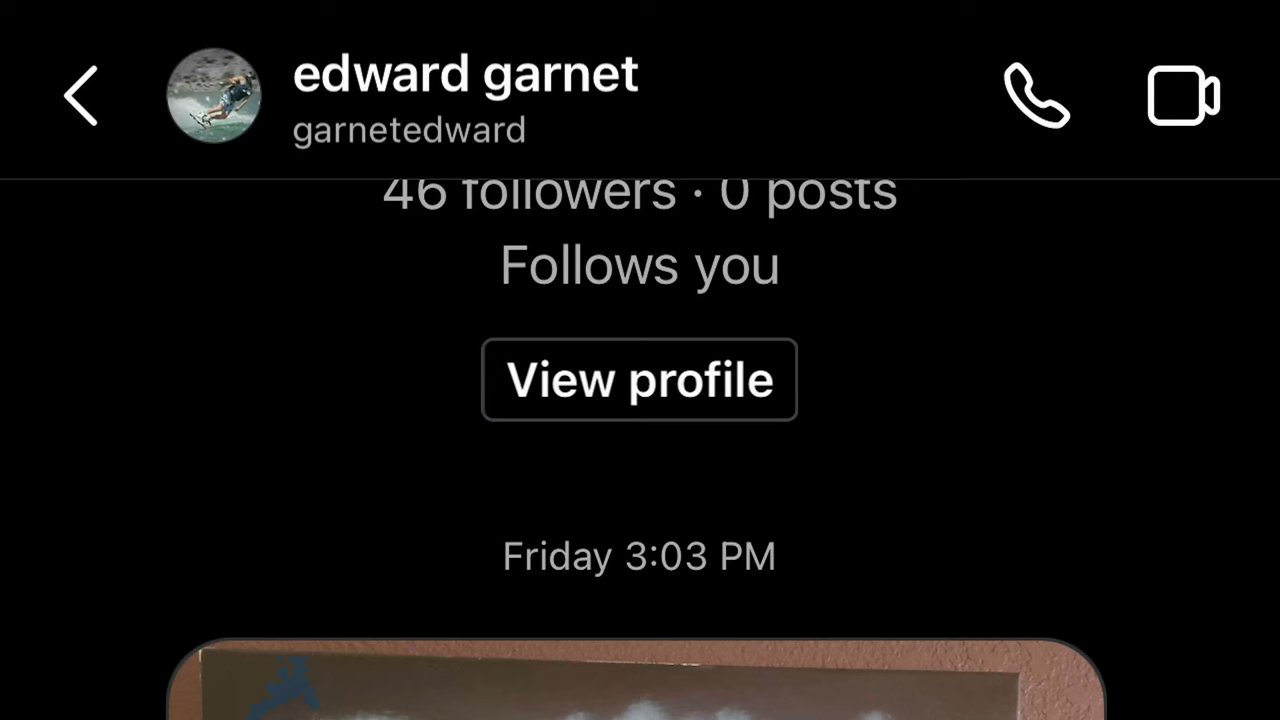 edward garnet
garnetedward
46 followers · 0 posts
Follows you
View profile
Friday 3:03 PM